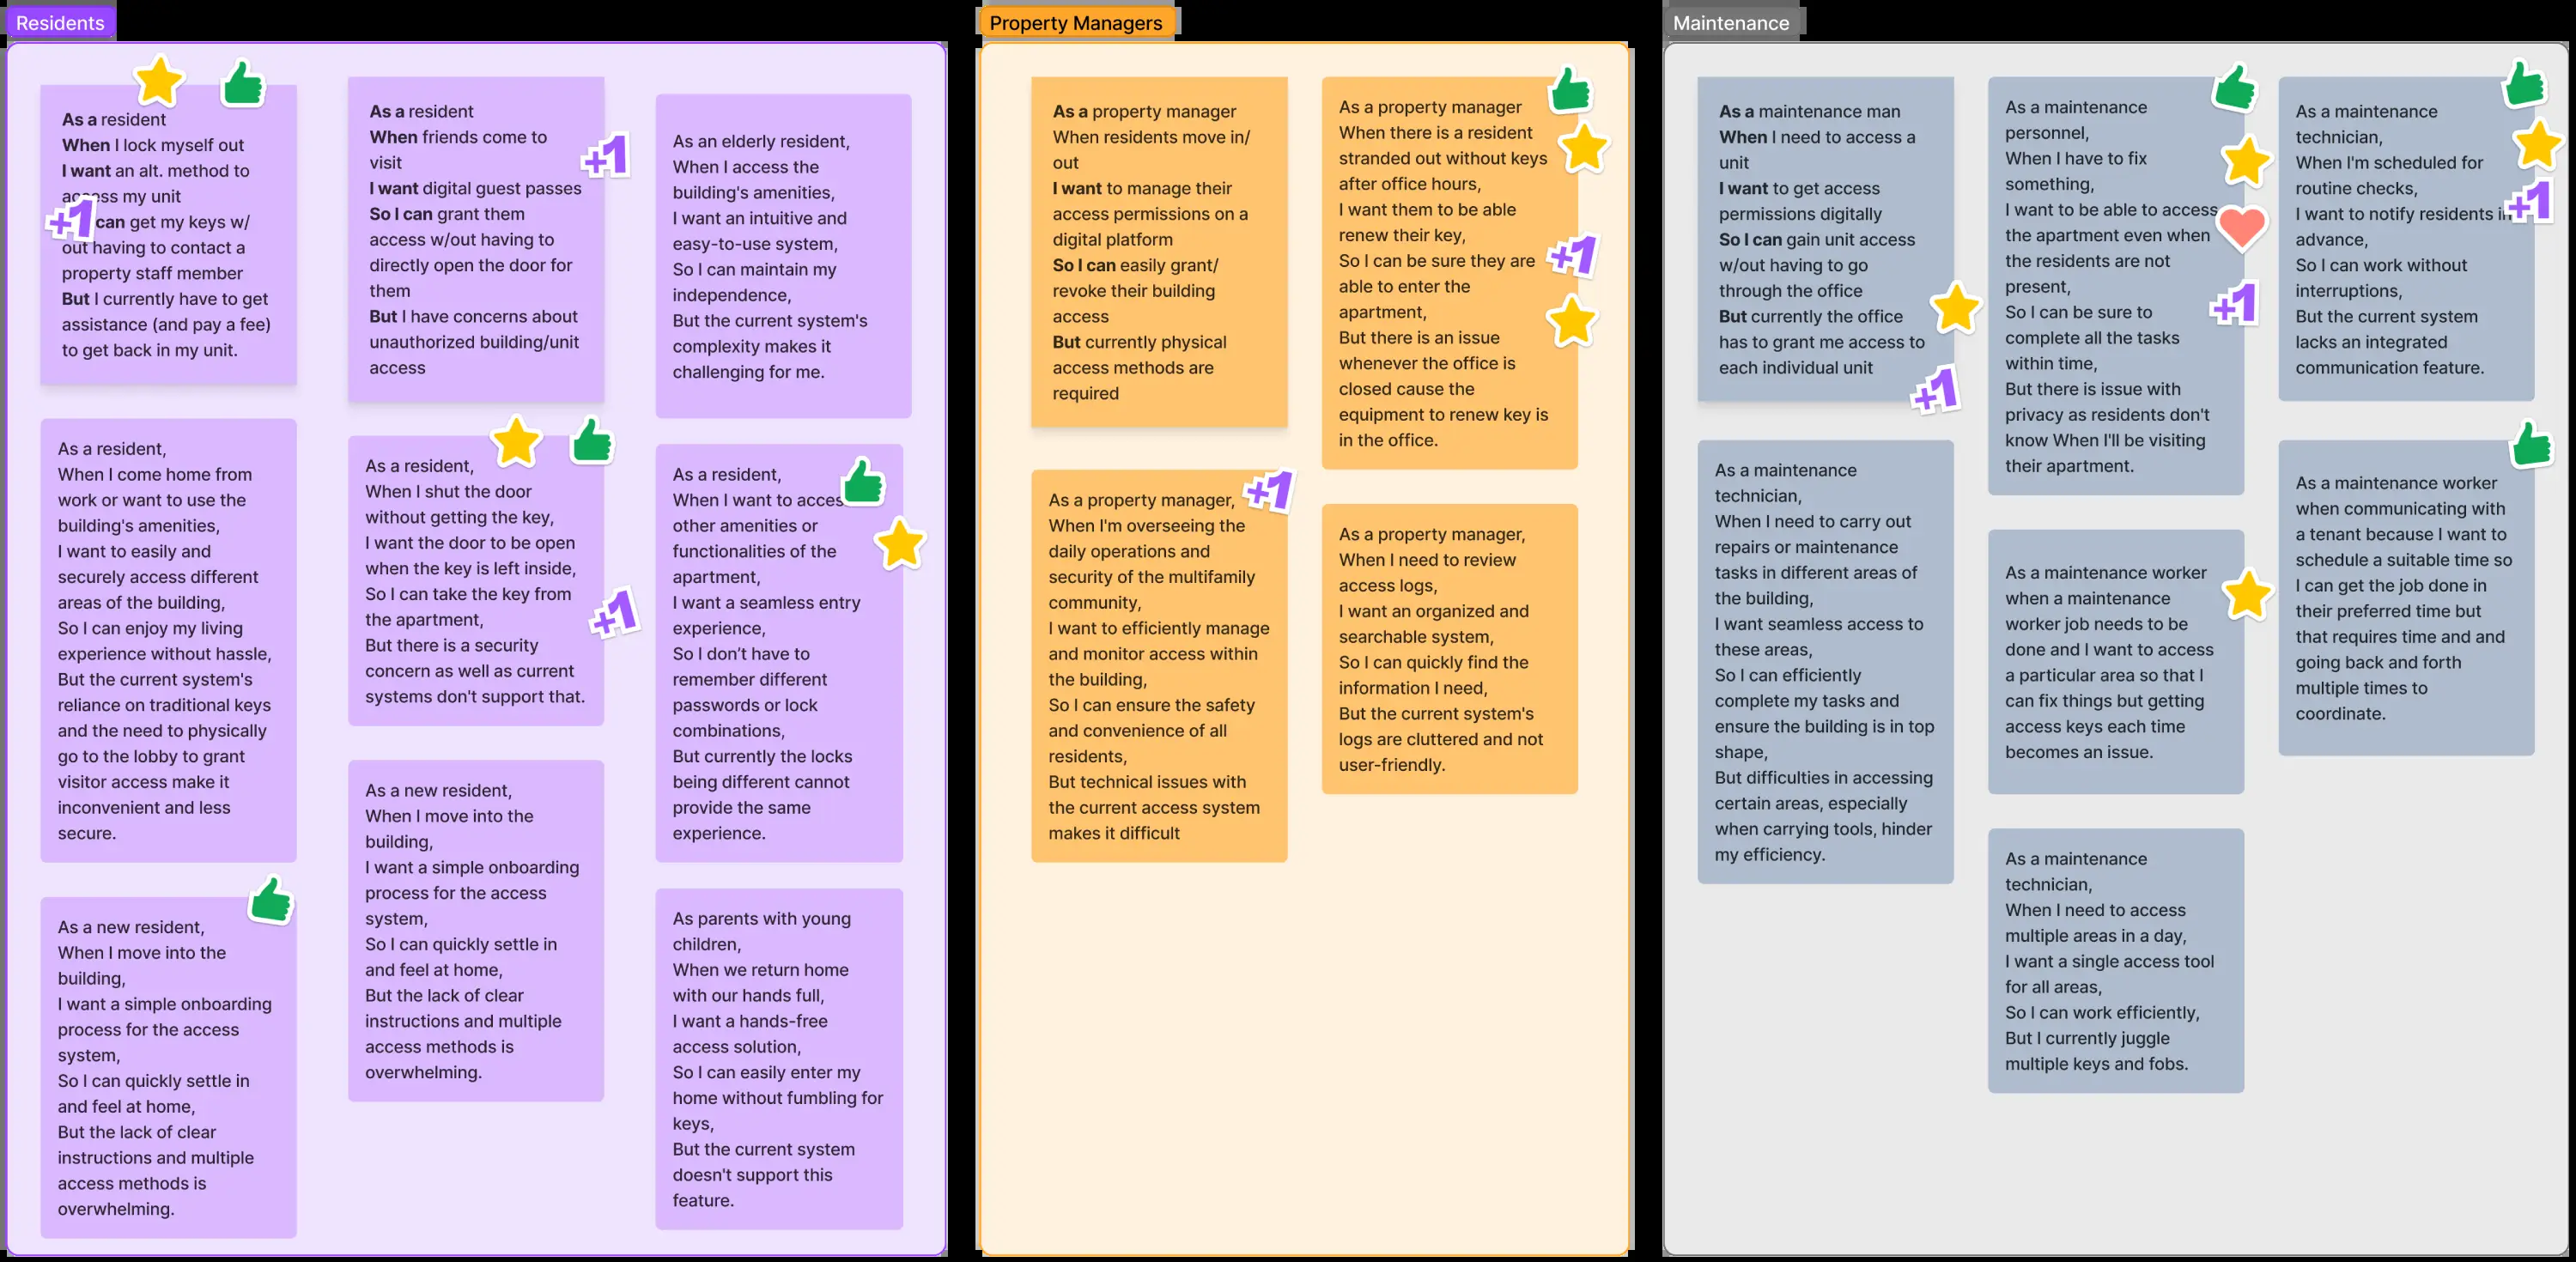 Residents
As a resident
When I lock myself out
I want an alt. method to
access my unit
can get my keys w/
out having to contact a
property staff member
But I currently have to get
assistance (and pay a fee)
to get back in my unit.
+1
As a resident
When friends come to
visit
I want digital guest passes
So I can grant them
access w/out having to
directly open the door for
them
But I have concerns about
unauthorized building/unit
access
+1
As an elderly resident,
When I access the
building's amenities,
I want an intuitive and
easy-to-use system,
So I can maintain my
independence,
But the current system's
complexity makes it
challenging for me.
As a resident,
When I come home from
work or want to use the
building's amenities,
I want to easily and
securely access different
areas of the building,
So I can enjoy my living
experience without hassle,
But the current system's
reliance on traditional keys
and the need to physically
go to the lobby to grant
visitor access make it
inconvenient and less
secure.
As a resident,
When I shut the door
without getting the key,
I want the door to be open
when the key is left inside,
So I can take the key from
the apartment,
But there is a security
concern as well as current
systems don't support that.
+1
As a resident,
When I want to access
other amenities or
functionalities of the
apartment,
I want a seamless entry
experience,
So I don't have to
remember different
passwords or lock
combinations,
But currently the locks
being different cannot
provide the same
experience.
As a new resident,
When I move into the
building,
I want a simple onboarding
process for the access
system,
So I can quickly settle in
and feel at home,
But the lack of clear
instructions and multiple
access methods is
overwhelming.
As a new resident,
When I move into the
building,
I want a simple onboarding
process for the access
system,
So I can quickly settle in
and feel at home,
But the lack of clear
instructions and multiple
access methods is
overwhelming.
As parents with young
children,
When we return home
with our hands full,
I want a hands-free
access solution,
So I can easily enter my
home without fumbling for
keys,
But the current system
doesn't support this
feature.
Property Managers
As a property manager
When residents move in/
out
I want to manage their
access permissions on a
digital platform
So I can easily grant/
revoke their building
access
But currently physical
access methods are
required
As a property manager
When there is a resident
stranded out without keys
after office hours,
I want them to be able
renew their key,
So I can be sure they are
able to enter the
apartment,
But there is an issue
whenever the office is
closed cause the
equipment to renew key is
in the office.
+1
As a property manager,
When I'm overseeing the
daily operations and
security of the multifamily
community,
I want to efficiently manage
and monitor access within
the building,
So I can ensure the safety
and convenience of all
residents,
But technical issues with
the current access system
makes it difficult
+1
As a property manager,
When I need to review
access logs,
I want an organized and
searchable system,
So I can quickly find the
information I need,
But the current system's
logs are cluttered and not
user-friendly.
Maintenance
As a maintenance man
When I need to access a
unit
I want to get access
permissions digitally
So I can gain unit access
w/out having to go
through the office
But currently the office
has to grant me access to
each individual unit
+1
As a maintenance
personnel,
When I have to fix
something,
I want to be able to access
the apartment even when
the residents are not
present,
So I can be sure to
complete all the tasks
within time,
But there is issue with
privacy as residents don't
know When I'll be visiting
their apartment.
+1
As a maintenance
technician,
When I'm scheduled for
routine checks,
I want to notify residents in
advance,
So I can work without
interruptions,
But the current system
lacks an integrated
communication feature.
+1
As a maintenance
technician,
When I need to carry out
repairs or maintenance
tasks in different areas of
the building,
I want seamless access to
these areas,
So I can efficiently
complete my tasks and
ensure the building is in top
shape,
But difficulties in accessing
certain areas, especially
when carrying tools, hinder
my efficiency.
As a maintenance worker
when a maintenance
worker job needs to be
done and I want to access
a particular area so that I
can fix things but getting
access keys each time
becomes an issue.
As a maintenance worker
when communicating with
a tenant because I want to
schedule a suitable time so
I can get the job done in
their preferred time but
that requires time and and
going back and forth
multiple times to
coordinate.
As a maintenance
technician,
When I need to access
multiple areas in a day,
I want a single access tool
for all areas,
So I can work efficiently,
But I currently juggle
multiple keys and fobs.